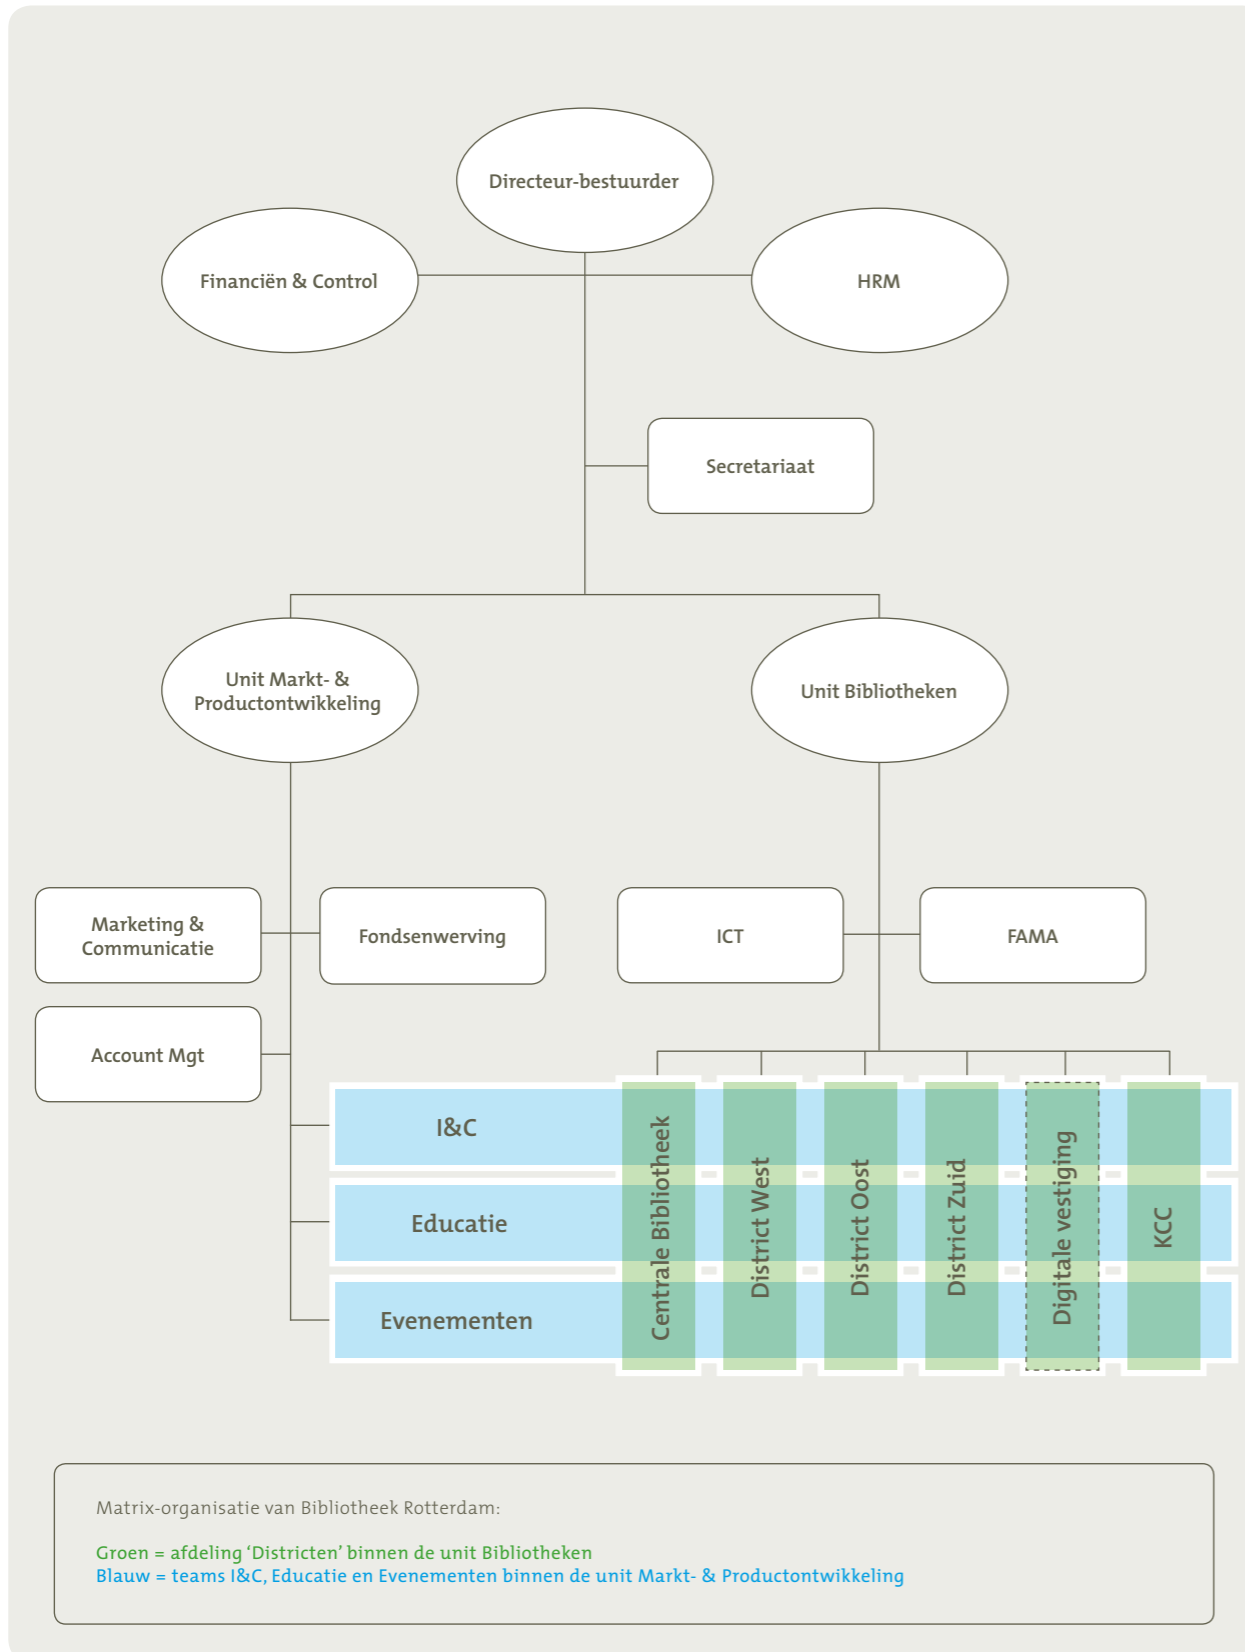 Directeur-bestuurder
Financiën & Control
HRM
Secretariaat
Unit Markt- &
Productontwikkeling
Unit Bibliotheken
Marketing &
Communicatie
Fondsenwerving
ICT
FAMA
Account Mgt
I&C
Educatie
Evenementen
Centrale Bibliotheek
District West
District Oost
District Zuid
Digitale vestiging
KCC
Matrix-organisatie van Bibliotheek Rotterdam:
Groen = afdeling ‘Districten’ binnen de unit Bibliotheken
Blauw = teams I&C, Educatie en Evenementen binnen de unit Markt- & Productontwikkeling